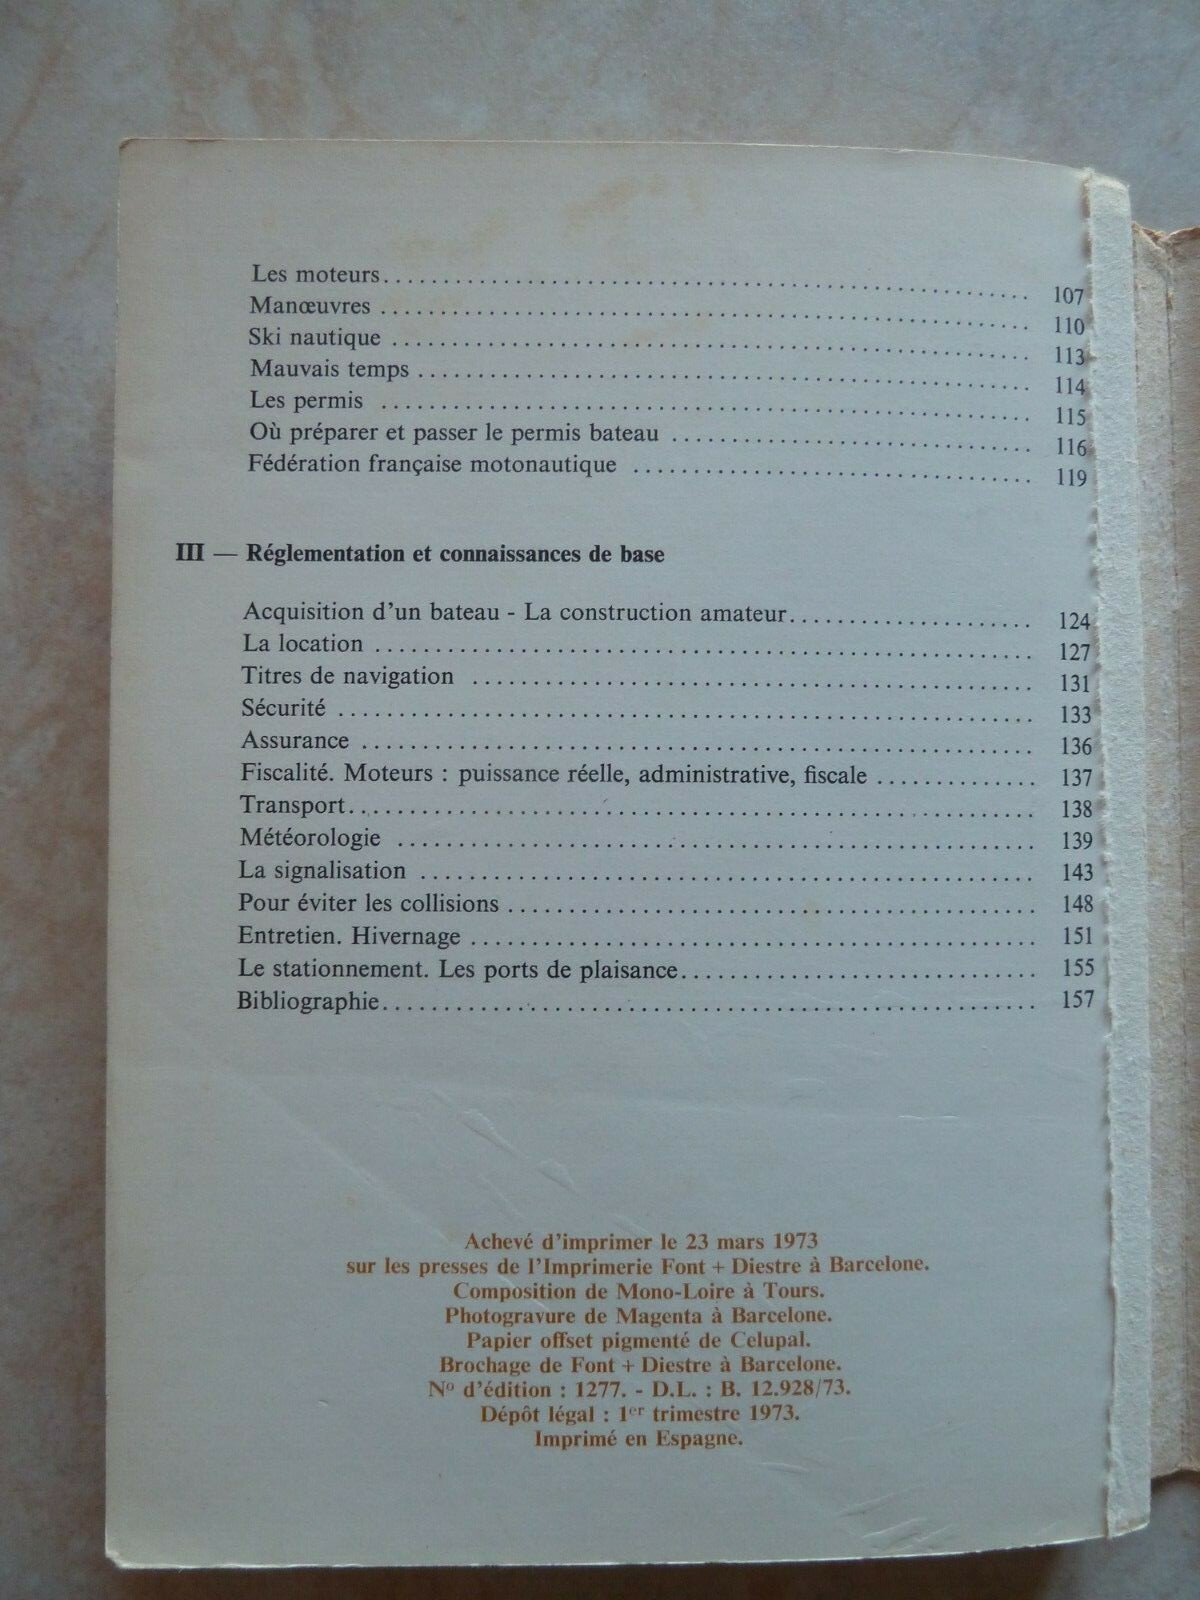 Les moteurs........................................................ 107
Manœuvres ........................................................ 110
Ski nautique ........................................................ 113
Mauvais temps ........................................................ 114
Les permis ........................................................ 115
Où préparer et passer le permis bateau .............................. 116
Fédération française motonautique .............................. 119
III — Réglementation et connaissances de base
Acquisition d'un bateau - La construction amateur.................... 124
La location ........................................................ 127
Titres de navigation .............................................. 131
Sécurité ........................................................ 133
Assurance ........................................................ 136
Fiscalité. Moteurs : puissance réelle, administrative, fiscale ............. 137
Transport........................................................ 138
Météorologie ........................................................ 139
La signalisation .................................................. 143
Pour éviter les collisions ........................................ 148
Entretien. Hivernage .............................................. 151
Le stationnement. Les ports de plaisance.............................. 155
Bibliographie........................................................ 157
Achevé d'imprimer le 23 mars 1973
sur les presses de l'Imprimerie Font + Diestre à Barcelone.
Composition de Mono-Loire à Tours.
Photogravure de Magenta à Barcelone.
Papier offset pigmenté de Celupal.
Brochage de Font + Diestre à Barcelone.
Nº d'édition : 1277. - D.L. : B. 12.928/73.
Dépôt légal : 1er trimestre 1973.
Imprimé en Espagne.